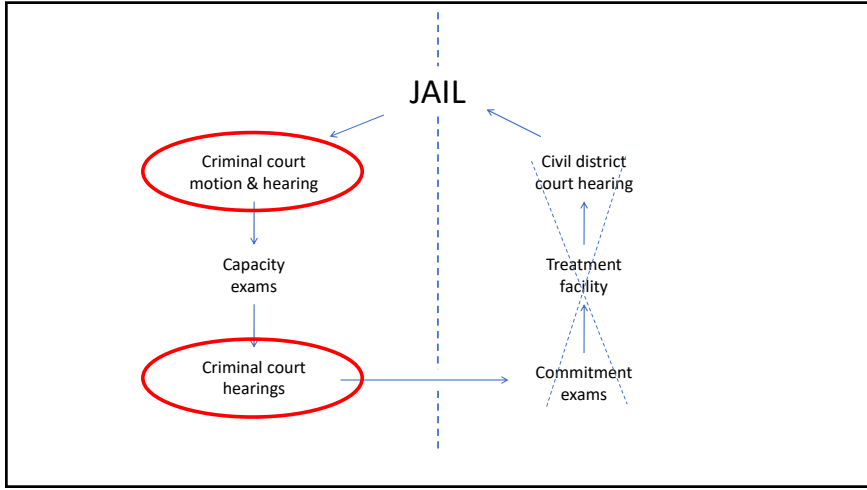 JAIL
Criminal court
motion & hearing
Capacity
exams
Criminal court
hearings
Civil district
court hearing
Treatment
facility
Commitment
exams